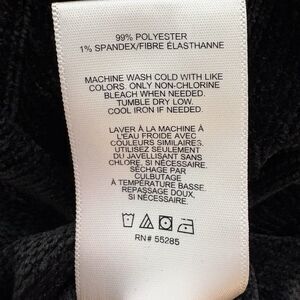 99% POLYESTER
1% SPANDEX/FIBRE ÉLASTHANNE
MACHINE WASH COLD WITH LIKE
COLORS. ONLY NON-CHLORINE
BLEACH WHEN NEEDED.
TUMBLE DRY LOW.
COOL IRON IF NEEDED.
LAVER À LA MACHINE À
L'EAU FROIDE AVEC
COULEURS SIMILAIRES.
UTILISEZ SEULEMENT
DU JAVELLISANT SANS
CHLORE, SI NÉCESSAIRE.
SÉCHAGE PAR
CULBUTAGE
À TEMPÉRATURE BASSE.
REPASSAGE DOUX,
SI NÉCESSAIRE.
RN# 55285